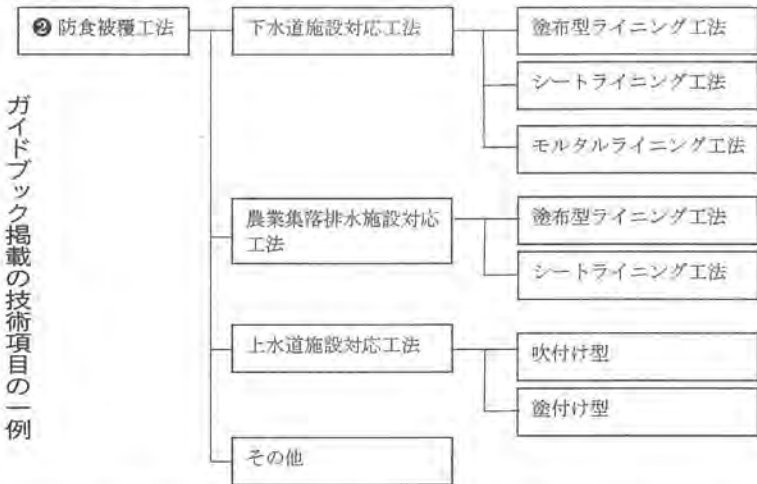 ❷ 防食被覆工法
下水道施設対応工法
塗布型ライニング工法
シートライニング工法
モルタルライニング工法
農業集落排水施設対応
工法
塗布型ライニング工法
シートライニング工法
上水道施設対応工法
吹付け型
塗付け型
その他
ガイドブック掲載の技術項目の一例